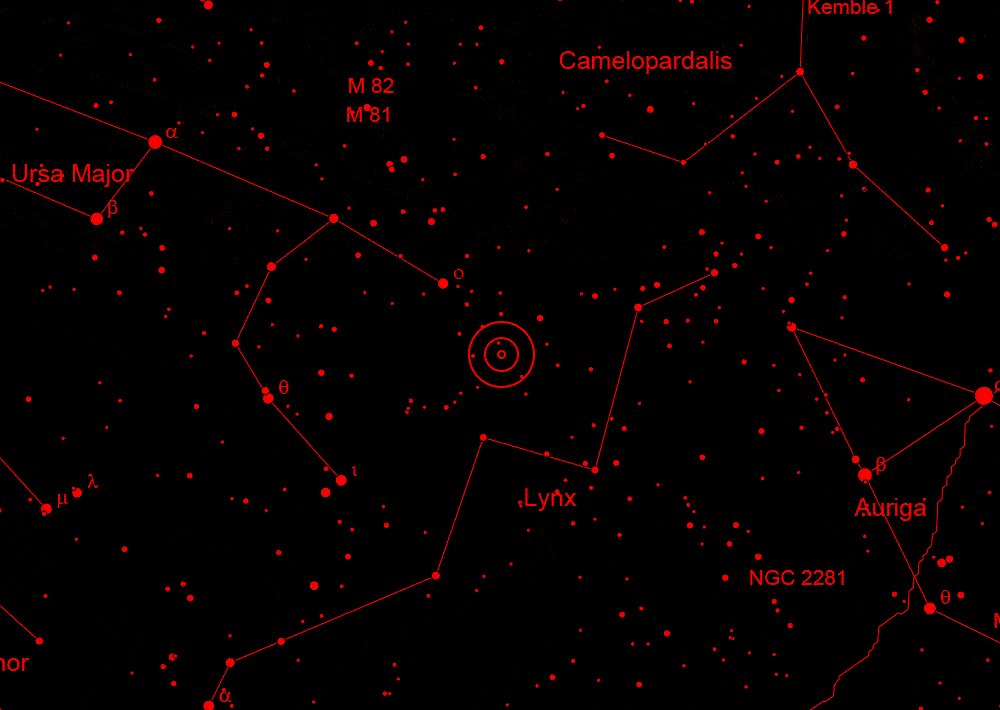 Kemble 1
Camelopardalis
M 82
M 81
α
Ursa Major
β
ο
θ
α
ι
β
λ
μ
Lynx
Auriga
NGC 2281
θ
nor
α
M